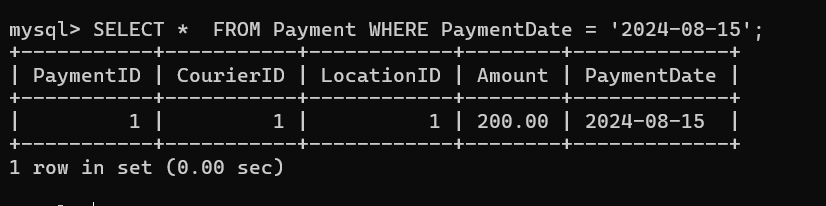 mysql> SELECT *  FROM Payment WHERE PaymentDate = '2024-08-15';
+-----------+-----------+------------+--------+-------------+
| PaymentID | CourierID | LocationID | Amount | PaymentDate |
+-----------+-----------+------------+--------+-------------+
|         1 |         1 |          1 | 200.00 | 2024-08-15  |
+-----------+-----------+------------+--------+-------------+
1 row in set (0.00 sec)